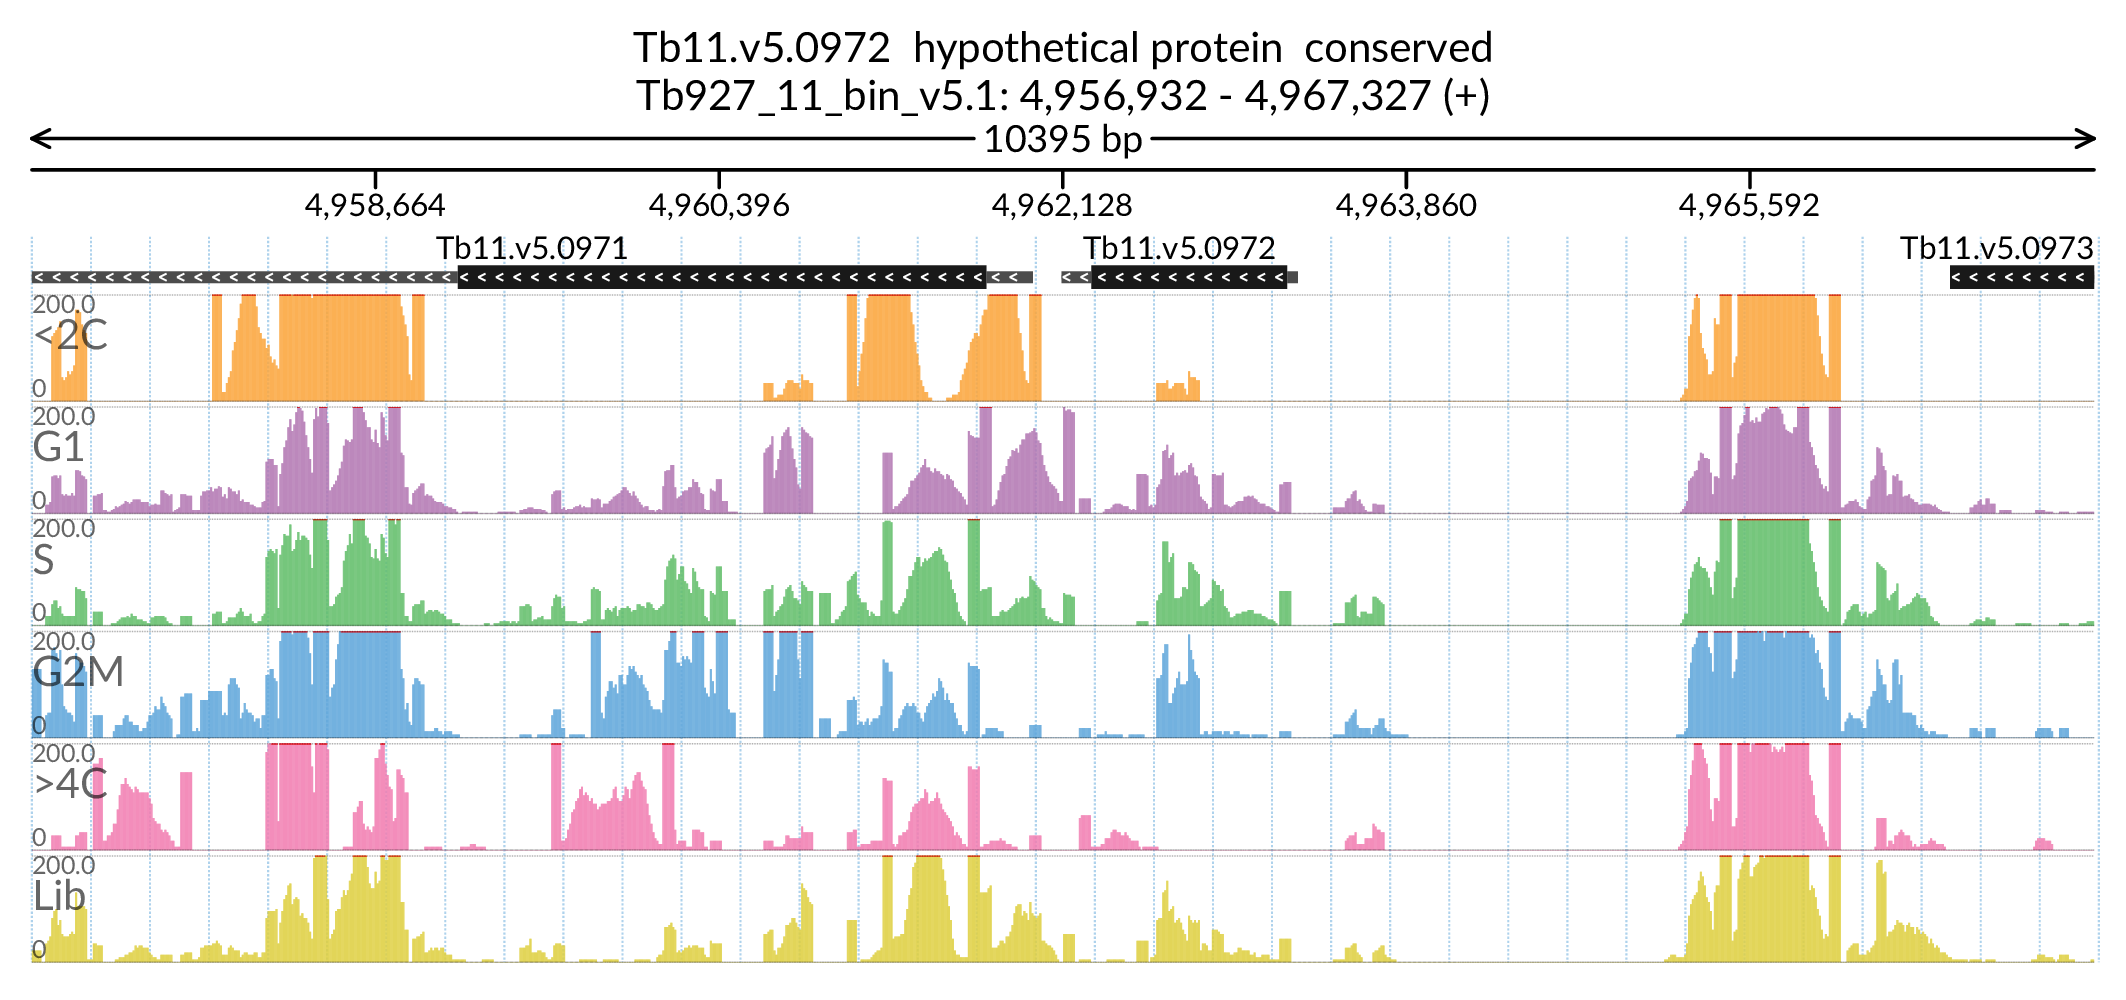 Tb11.v5.0972  hypothetical protein  conserved
Tb927_11_bin_v5.1: 4,956,932 - 4,967,327 (+)
10395 bp
4,958,664 4,960,396 4,962,128 4,963,860 4,965,592
Tb11.v5.0971 Tb11.v5.0972 Tb11.v5.0973
200.0
<2C
0
200.0
G1
0
200.0
S
0
200.0
G2M
0
200.0
>4C
0
200.0
Lib
0